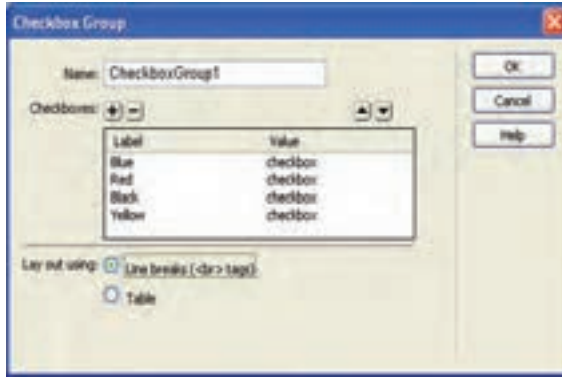 Checkbox Group
Name: CheckboxGroup1
OK
Checkboxes:
Cancel
Help
Label Value
Blue checkbox
Red checkbox
Black checkbox
Yellow checkbox
Lay out using: Line breaks (<br> tags)
Table